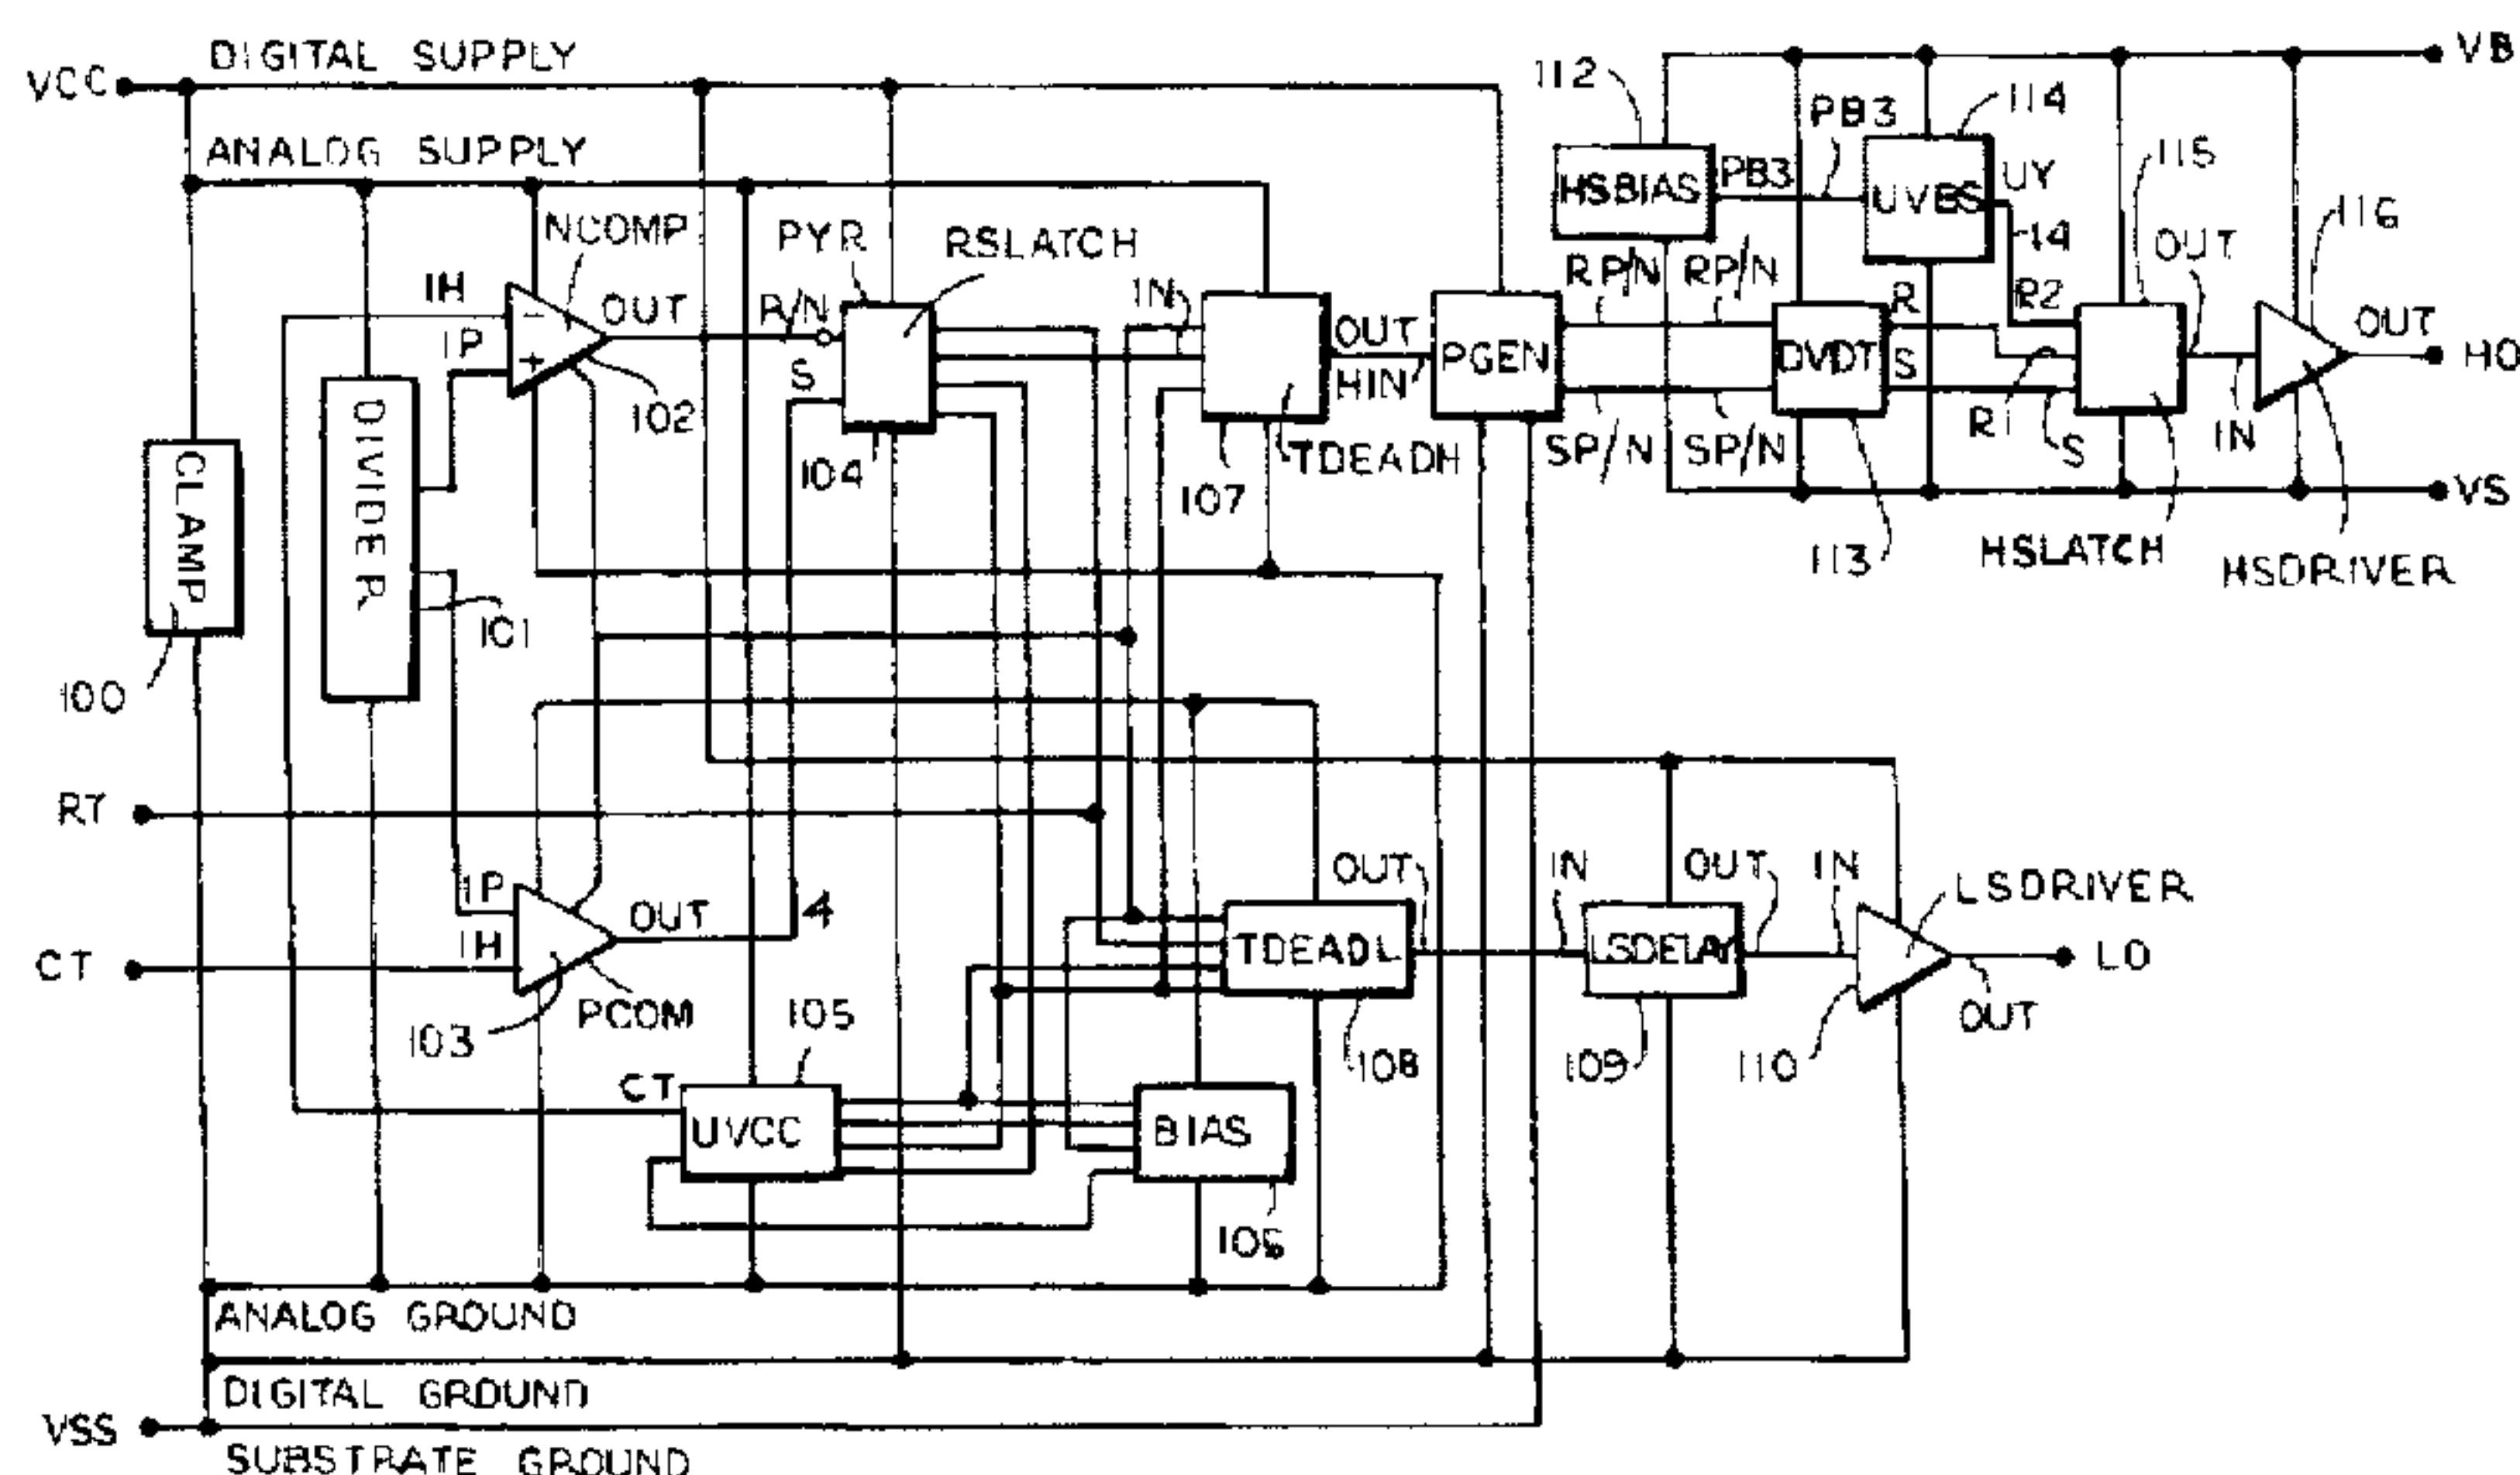 DIGITAL SUPPLY
VCC
ANALOG SUPPLY
112
PB3
114
VB
HSBIAS
PB3
UVBS
UY
115
14
116
NCOMP
PYR
RSLATCH
IH
OUT
R/N
IN
RP/N
RP/N
R
R2
OUT
IP
S
OUT
HIN
PGEN
DVDT
S
OUT
HO
DIVIDER
102
104
107
TDEADH
SP/N
SP/N
R1
S
IN
VS
CLAMP
113
HSLATCH
HSDRIVER
101
100
RT
IP
IH
OUT
4
OUT
IN
OUT
IN
LSDRIVER
CT
TDEADL
LSDELAY
LO
103
PCOM
105
108
109
110
OUT
CT
UVCC
BIAS
106
ANALOG GROUND
DIGITAL GROUND
VSS
SUBSTRATE GROUND